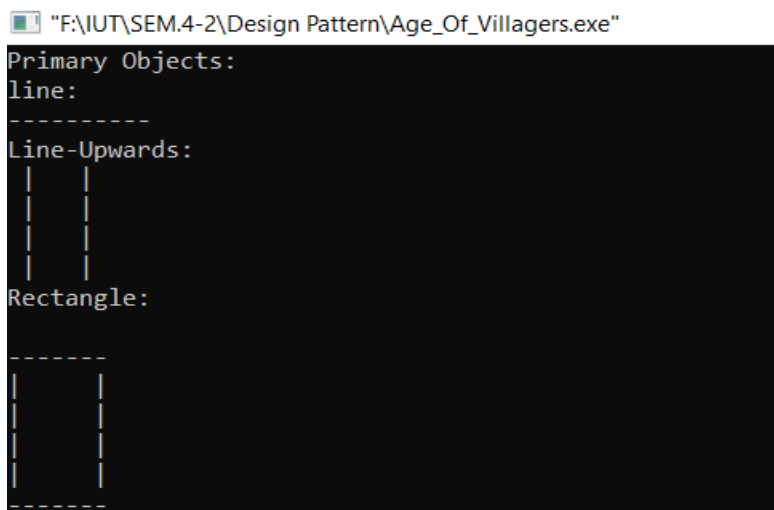 "F:\IUT\SEM.4-2\Design Pattern\Age_Of_Villagers.exe"
Primary Objects:
line:
----------
Line-Upwards:
 |   |
 |   |
 |   |
 |   |
Rectangle:

-------
|     |
|     |
|     |
|     |
-------